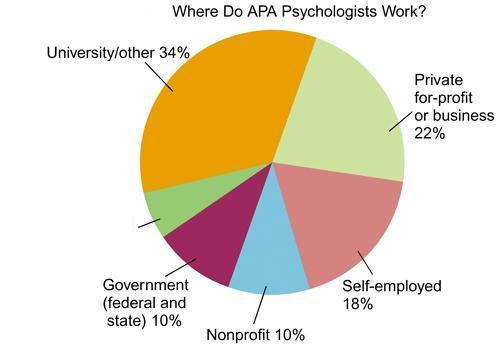 Where Do APA Psychologists Work?
University/other 34%
Private
for-profit
or business
22%
Self-employed
18%
Nonprofit 10%
Government
(federal and
state) 10%